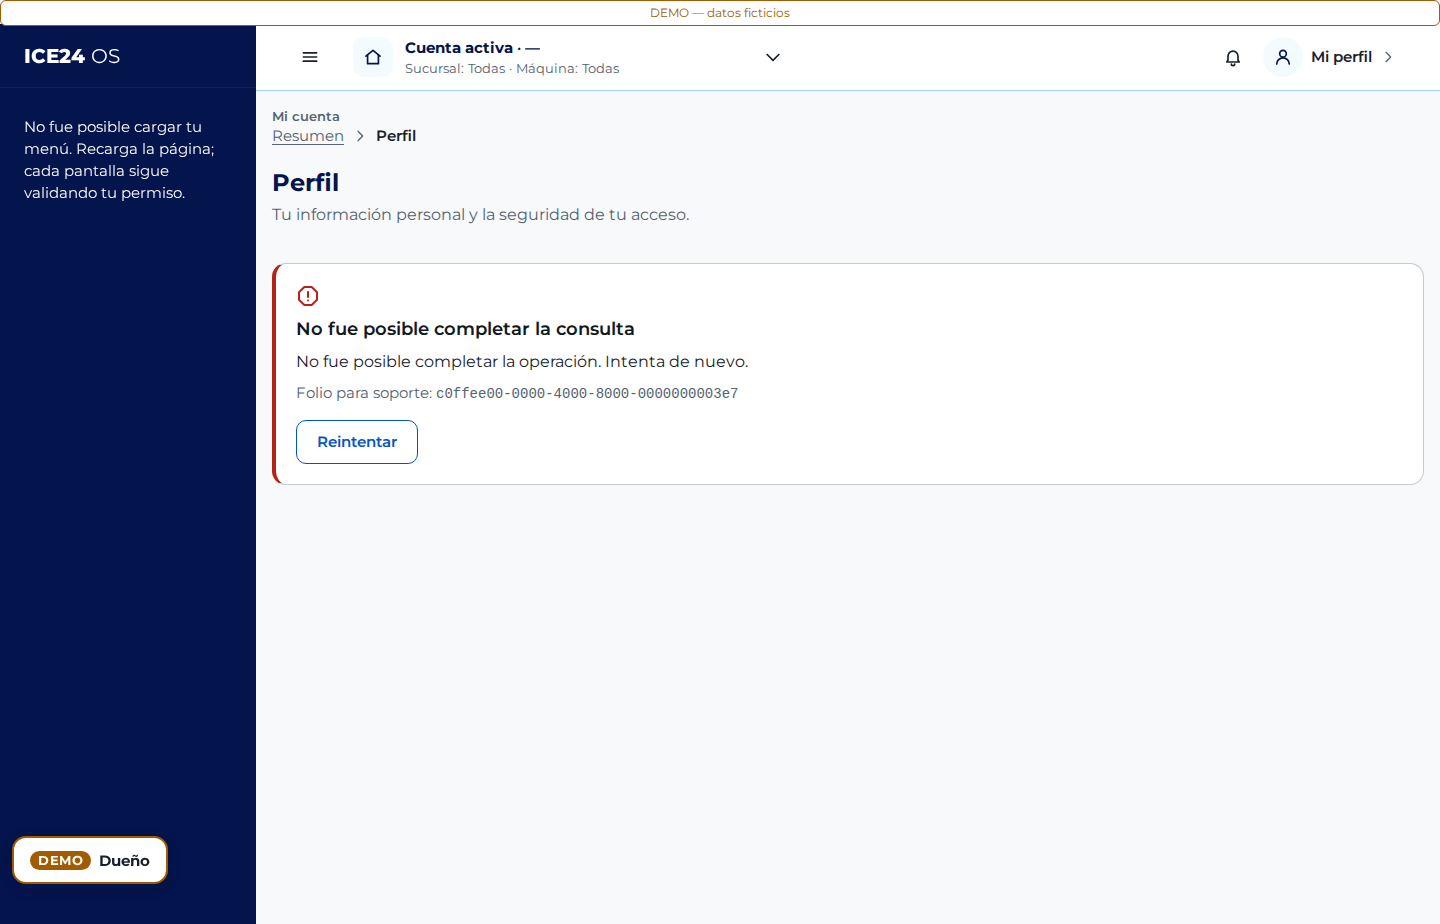 DEMO — datos ficticios
ICE24 OS
Cuenta activa · —
Sucursal: Todas · Máquina: Todas
Mi perfil
No fue posible cargar tu
menú. Recarga la página;
cada pantalla sigue
validando tu permiso.
Mi cuenta
Resumen > Perfil
Perfil
Tu información personal y la seguridad de tu acceso.
No fue posible completar la consulta
No fue posible completar la operación. Intenta de nuevo.
Folio para soporte: c0ffee00-0000-4000-8000-0000000003e7
Reintentar
DEMO Dueño